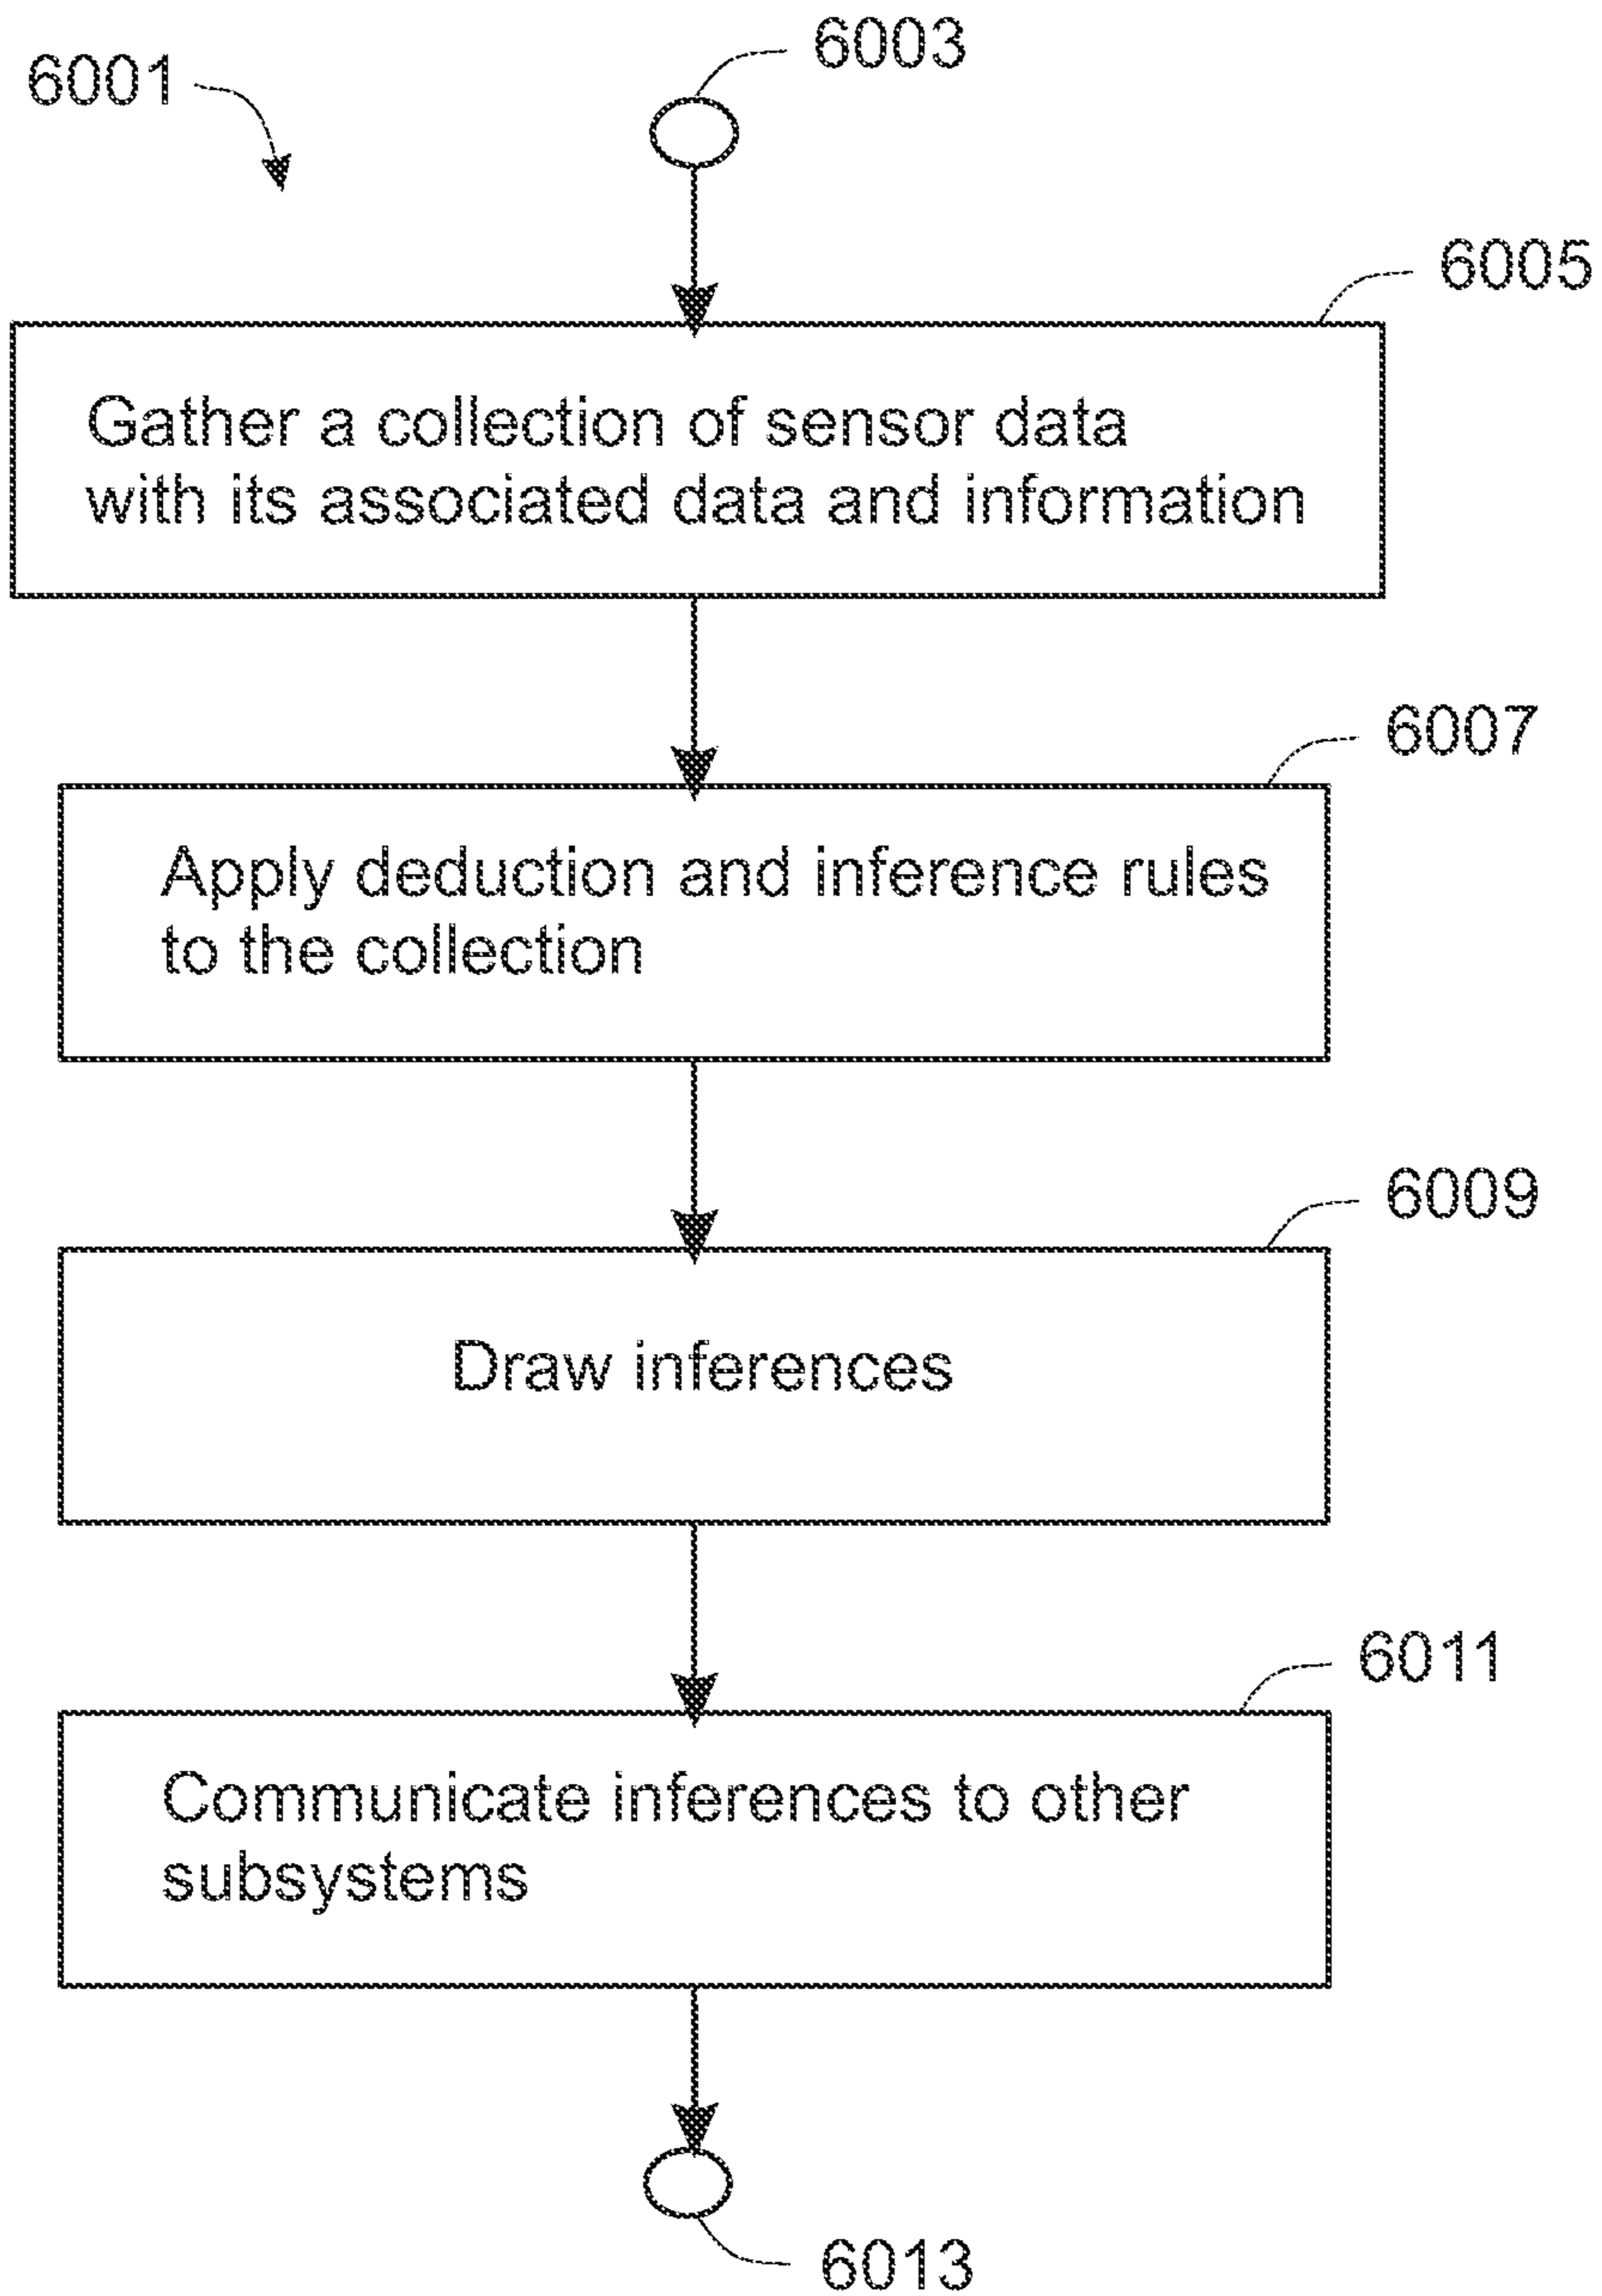 6003
6001
6005
Gather a collection of sensor data
with its associated data and information
6007
Apply deduction and inference rules
to the collection
6009
Draw inferences
6011
Communicate inferences to other
subsystems
6013